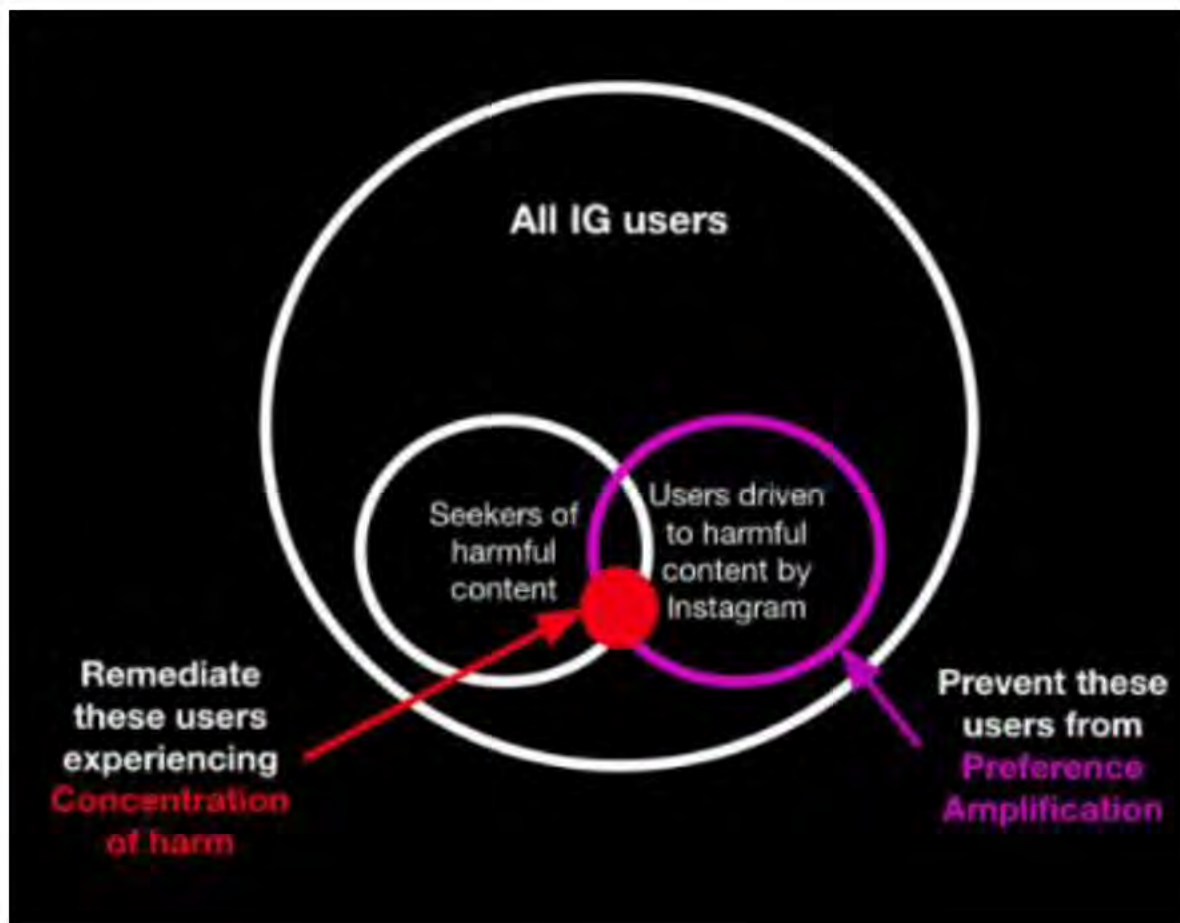 All IG users
Seekers of
harmful
content
Users driven
to harmful
content by
Instagram
Remediate
these users
experiencing
Concentration
of harm
Prevent these
users from
Preference
Amplification